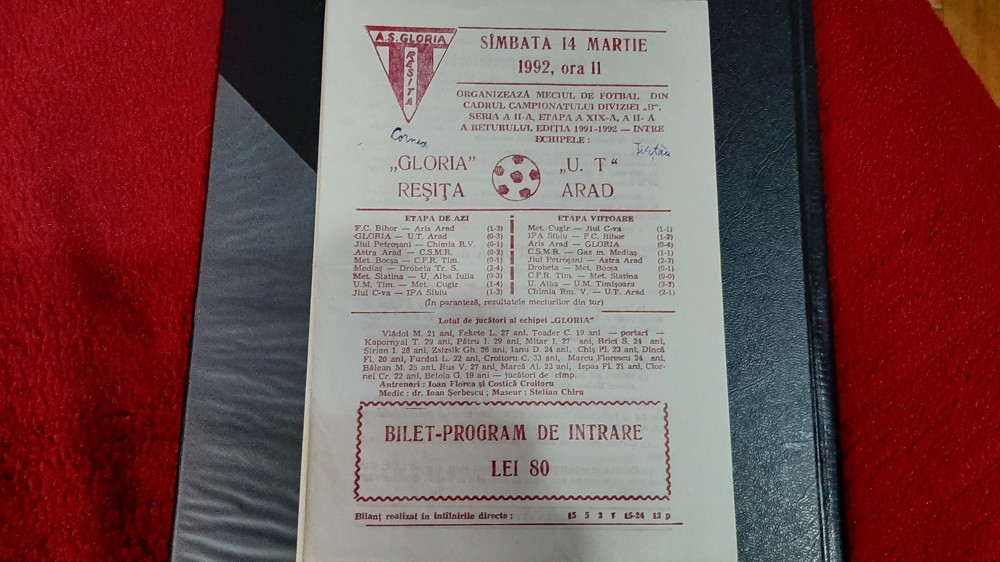 A.S. GLORIA
REȘIȚA
SÎMBATA 14 MARTIE
1992, ora 11
ORGANIZEAZĂ MECIUL DE FOTBAL DIN
CADRUL CAMPIONATULUI DIVIZIEI „B",
SERIA A II-A, ETAPA A XIX-A, A II-A
A RETURULUI, EDIȚIA 1991-1992 — INTRE
ECHIPELE :
„GLORIA" „U. T"
REȘIȚA ARAD
ETAPA DE AZI
F.C. Bihor — Aris Arad (1-3)
GLORIA — U.T. Arad (0-3)
Jiul Petroșani — Chimia R.V. (0-1)
Astra Arad — C.S.M.R. (0-2)
Met. Bocșa — C.F.R. Tim. (0-1)
Mediaș — Drobeta Tr. S. (2-4)
Met. Slatina — U. Alba Iulia (0-3)
U.M. Tim. — Met. Cugir (1-4)
Jiul C-va — IPA Sibiu (1-3)
ETAPA VIITOARE
Met. Cugir — Jiul C-va (1-1)
IPA Sibiu — F.C. Bihor (1-2)
Aris Arad — GLORIA (0-4)
C.S.M.R. — Gaz m. Mediaș (1-1)
Jiul Petroșani — Astra Arad (2-3)
Drobeta — Met. Bocșa (0-1)
C.F.R. Tim. — Met. Slatina (0-0)
U. Alba — U.M. Timișoara (3-2)
Chimia Rm. V. — U.T. Arad (2-1)
(In paranteză, rezultatele meciurilor din tur)
Lotul de jucători al echipei „GLORIA"
Vlădoi M. 21 ani, Fekete L. 27 ani, Toader C. 19 ani — portari —
Kapornyai T. 29 ani, Pătru I. 29 ani, Mitar I. 27 ani, Brici S. 24 ani,
Șirian I. 28 ani, Zsizsik Gh. 26 ani, Ianu D. 24 ani, Chiș Pl. 23 ani, Dincă
Fl. 20 ani, Furdui L. 22 ani, Croitoru C. 33 ani, Marcu Florescu 24 ani,
Bălean M. 25 ani, Rus V. 27 ani, Marcă Al. 23 ani, Ispas Fl. 21 ani, Cior-
nei Cr. 22 ani, Beloia G. 19 ani — jucători de cîmp.
Antrenori : Ioan Florea și Costică Croitoru
Medic : dr. Ioan Șerbescu ; Maseur : Stelian Chiru
BILET-PROGRAM DE INTRARE
LEI 80
Bilanț realizat în întîlnirile directe : 15 5 3 7 15-24 13 p